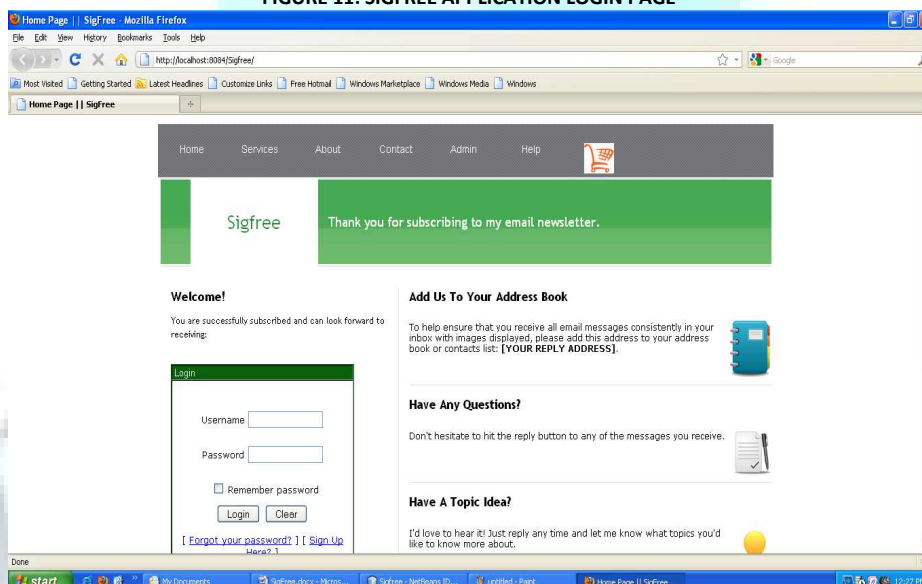 FIGURE 11: SIGFREE APPLICATION LOGIN PAGE
Home Page || SigFree - Mozilla Firefox
File Edit View History Bookmarks Tools Help
http://localhost:8084/Sigfree/
Google
Most Visited Getting Started Latest Headlines Customize Links Free Hotmail Windows Marketplace Windows Media Windows
Home Page || SigFree
Home Services About Contact Admin Help
Sigfree
Thank you for subscribing to my email newsletter.
Welcome!
You are successfully subscribed and can look forward to
receiving:
Login
Username
Password
Remember password
Login Clear
[ Forgot your password? ] [ Sign Up
Here? ]
Add Us To Your Address Book
To help ensure that you receive all email messages consistently in your
inbox with images displayed, please add this address to your address
book or contacts list: [YOUR REPLY ADDRESS].
Have Any Questions?
Don't hesitate to hit the reply button to any of the messages you receive.
Have A Topic Idea?
I'd love to hear it! Just reply any time and let me know what topics you'd
like to know more about.
Done
start My Documents SigFree.docx - Micros... Sigfree - NetBeans ID... untitled - Paint Home Page || SigFree ... 12:27 P